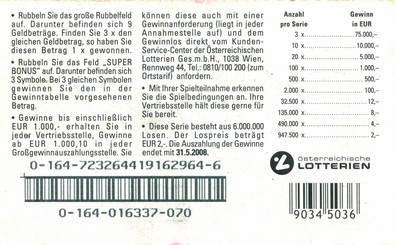 • Rubbeln Sie das große Rubbelfeld
auf. Darunter befinden sich 9
Geldbeträge. Finden Sie 3 x den
gleichen Geldbetrag, so haben Sie
diesen Betrag 1 x gewonnen.
• Rubbeln Sie das Feld „SUPER
BONUS" auf. Darunter befinden sich
3 Symbole. Bei 3 gleichen Symbolen
gewinnen Sie den in der
Gewinntabelle vorgesehenen
Betrag.
• Gewinne bis einschließlich
EUR 1.000,- erhalten Sie in
jeder Vertriebsstelle, Gewinne
ab EUR 1.000,10 in jeder
Großgewinnauszahlungsstelle. Sie
können diese auch mit einer
Gewinnanforderung (liegt in jeder
Annahmestelle auf) und dem
Gewinnlos direkt vom Kunden-
Service-Center der Österreichischen
Lotterien Ges.m.b.H., 1038 Wien,
Rennweg 44, Tel.: 0810/100 200 (zum
Ortstarif) anfordern.
• Mit Ihrer Spielteilnahme erkennen
Sie die Spielbedingungen an. Ihre
Vertriebsstelle hält diese gerne für
Sie bereit.
• Diese Serie besteht aus 6.000.000
Losen. Der Lospreis beträgt
EUR 2,-. Die Auszahlung der Gewinne
endet mit 31.5.2008.
Anzahl Gewinn
pro Serie in EUR
3 x 75.000,–
10 x 10.000,–
20 x 5.000,–
100 x 1.000,–
500 x 500,–
2.000 x 100,–
32.500 x 12,–
135.000 x 8,–
490.000 x 4,–
947.500 x 2,–
österreichische
LOTTERIEN
0-164-7232644191629​64-6
0-164-016337-070
9034 5036